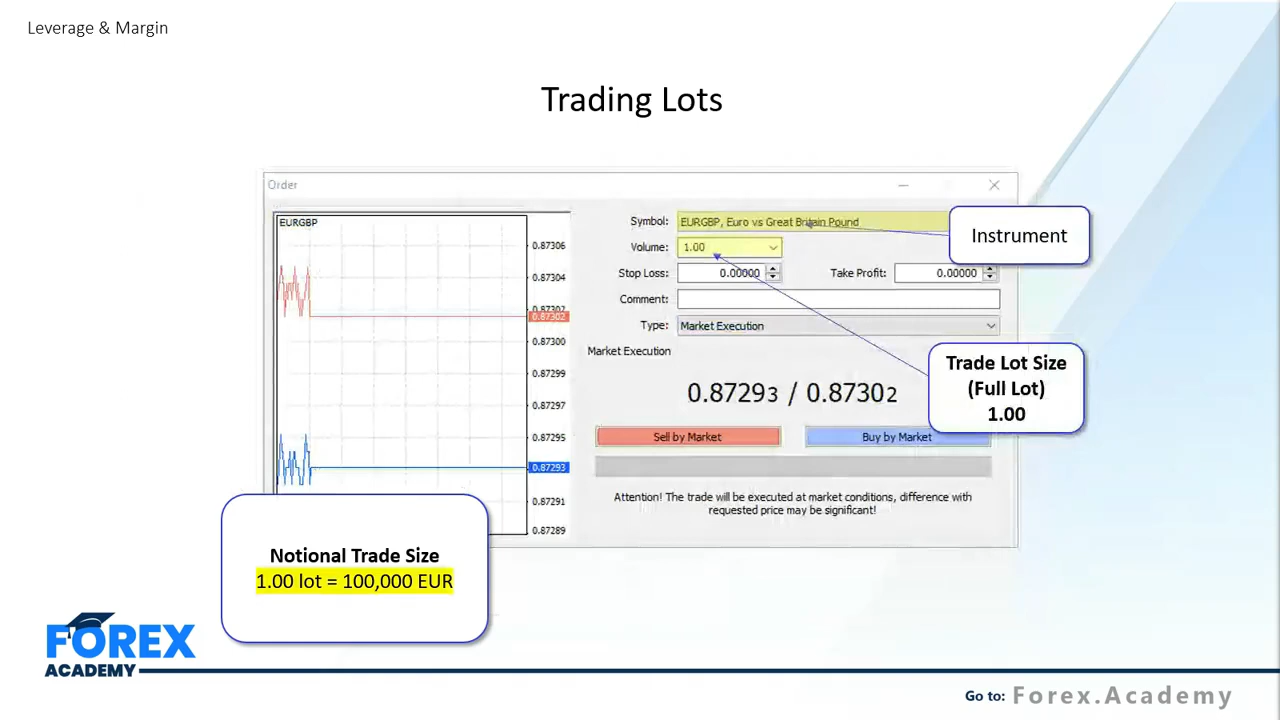 Leverage & Margin
Trading Lots
Order
EURGBP
0.87306
0.87304
0.87302
0.87302
0.87300
0.87299
0.87297
0.87295
0.87293
0.87291
0.87289
Symbol: EURGBP, Euro vs Great Britain Pound
Volume: 1.00
Stop Loss: 0.00000 Take Profit: 0.00000
Comment:
Type: Market Execution
Market Execution
0.87293 / 0.87302
Sell by Market Buy by Market
Attention! The trade will be executed at market conditions, difference with
requested price may be significant!
Instrument
Trade Lot Size
(Full Lot)
1.00
Notional Trade Size
1.00 lot = 100,000 EUR
FOREX
ACADEMY
Go to: Forex.Academy